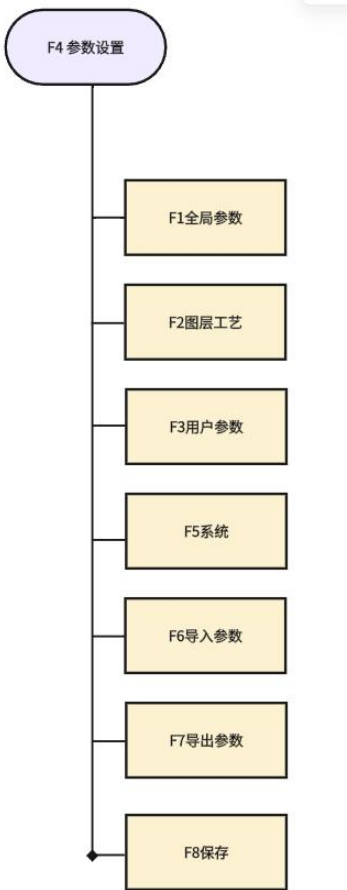 F4 参数设置
F1全局参数
F2图层工艺
F3用户参数
F5系统
F6导入参数
F7导出参数
F8保存